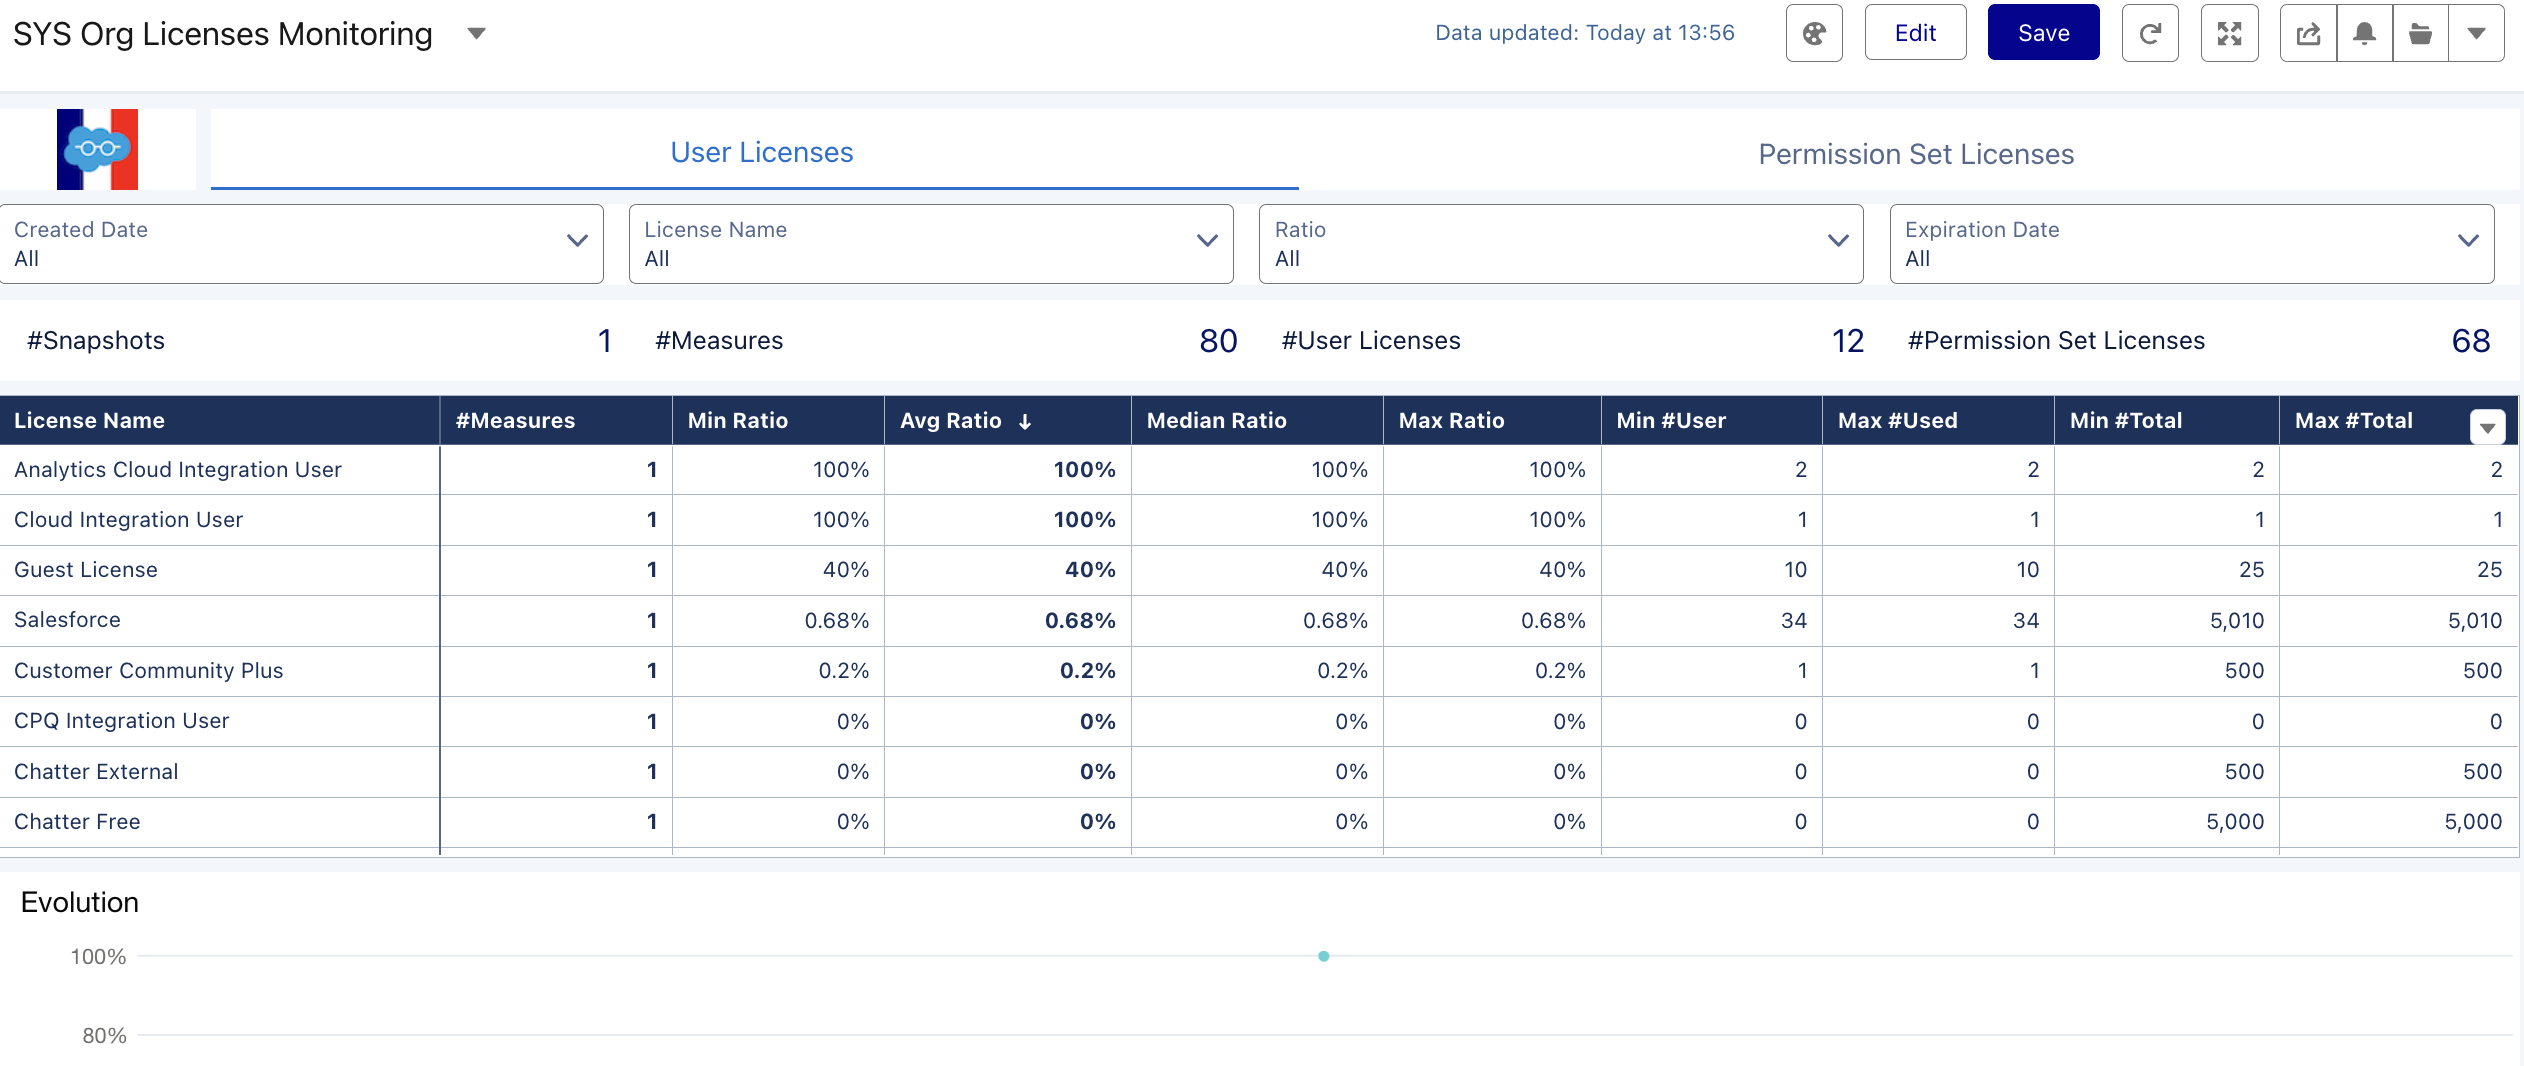 SYS Org Licenses Monitoring
Data updated: Today at 13:56
Edit
Save
User Licenses
Permission Set Licenses
Created Date
All
License Name
All
Ratio
All
Expiration Date
All
#Snapshots 1 #Measures 80 #User Licenses 12 #Permission Set Licenses 68
License Name #Measures Min Ratio Avg Ratio ↓ Median Ratio Max Ratio Min #User Max #Used Min #Total Max #Total
Analytics Cloud Integration User 1 100% 100% 100% 100% 2 2 2 2
Cloud Integration User 1 100% 100% 100% 100% 1 1 1 1
Guest License 1 40% 40% 40% 40% 10 10 25 25
Salesforce 1 0.68% 0.68% 0.68% 0.68% 34 34 5,010 5,010
Customer Community Plus 1 0.2% 0.2% 0.2% 0.2% 1 1 500 500
CPQ Integration User 1 0% 0% 0% 0% 0 0 0 0
Chatter External 1 0% 0% 0% 0% 0 0 500 500
Chatter Free 1 0% 0% 0% 0% 0 0 5,000 5,000
Evolution
100%
80%